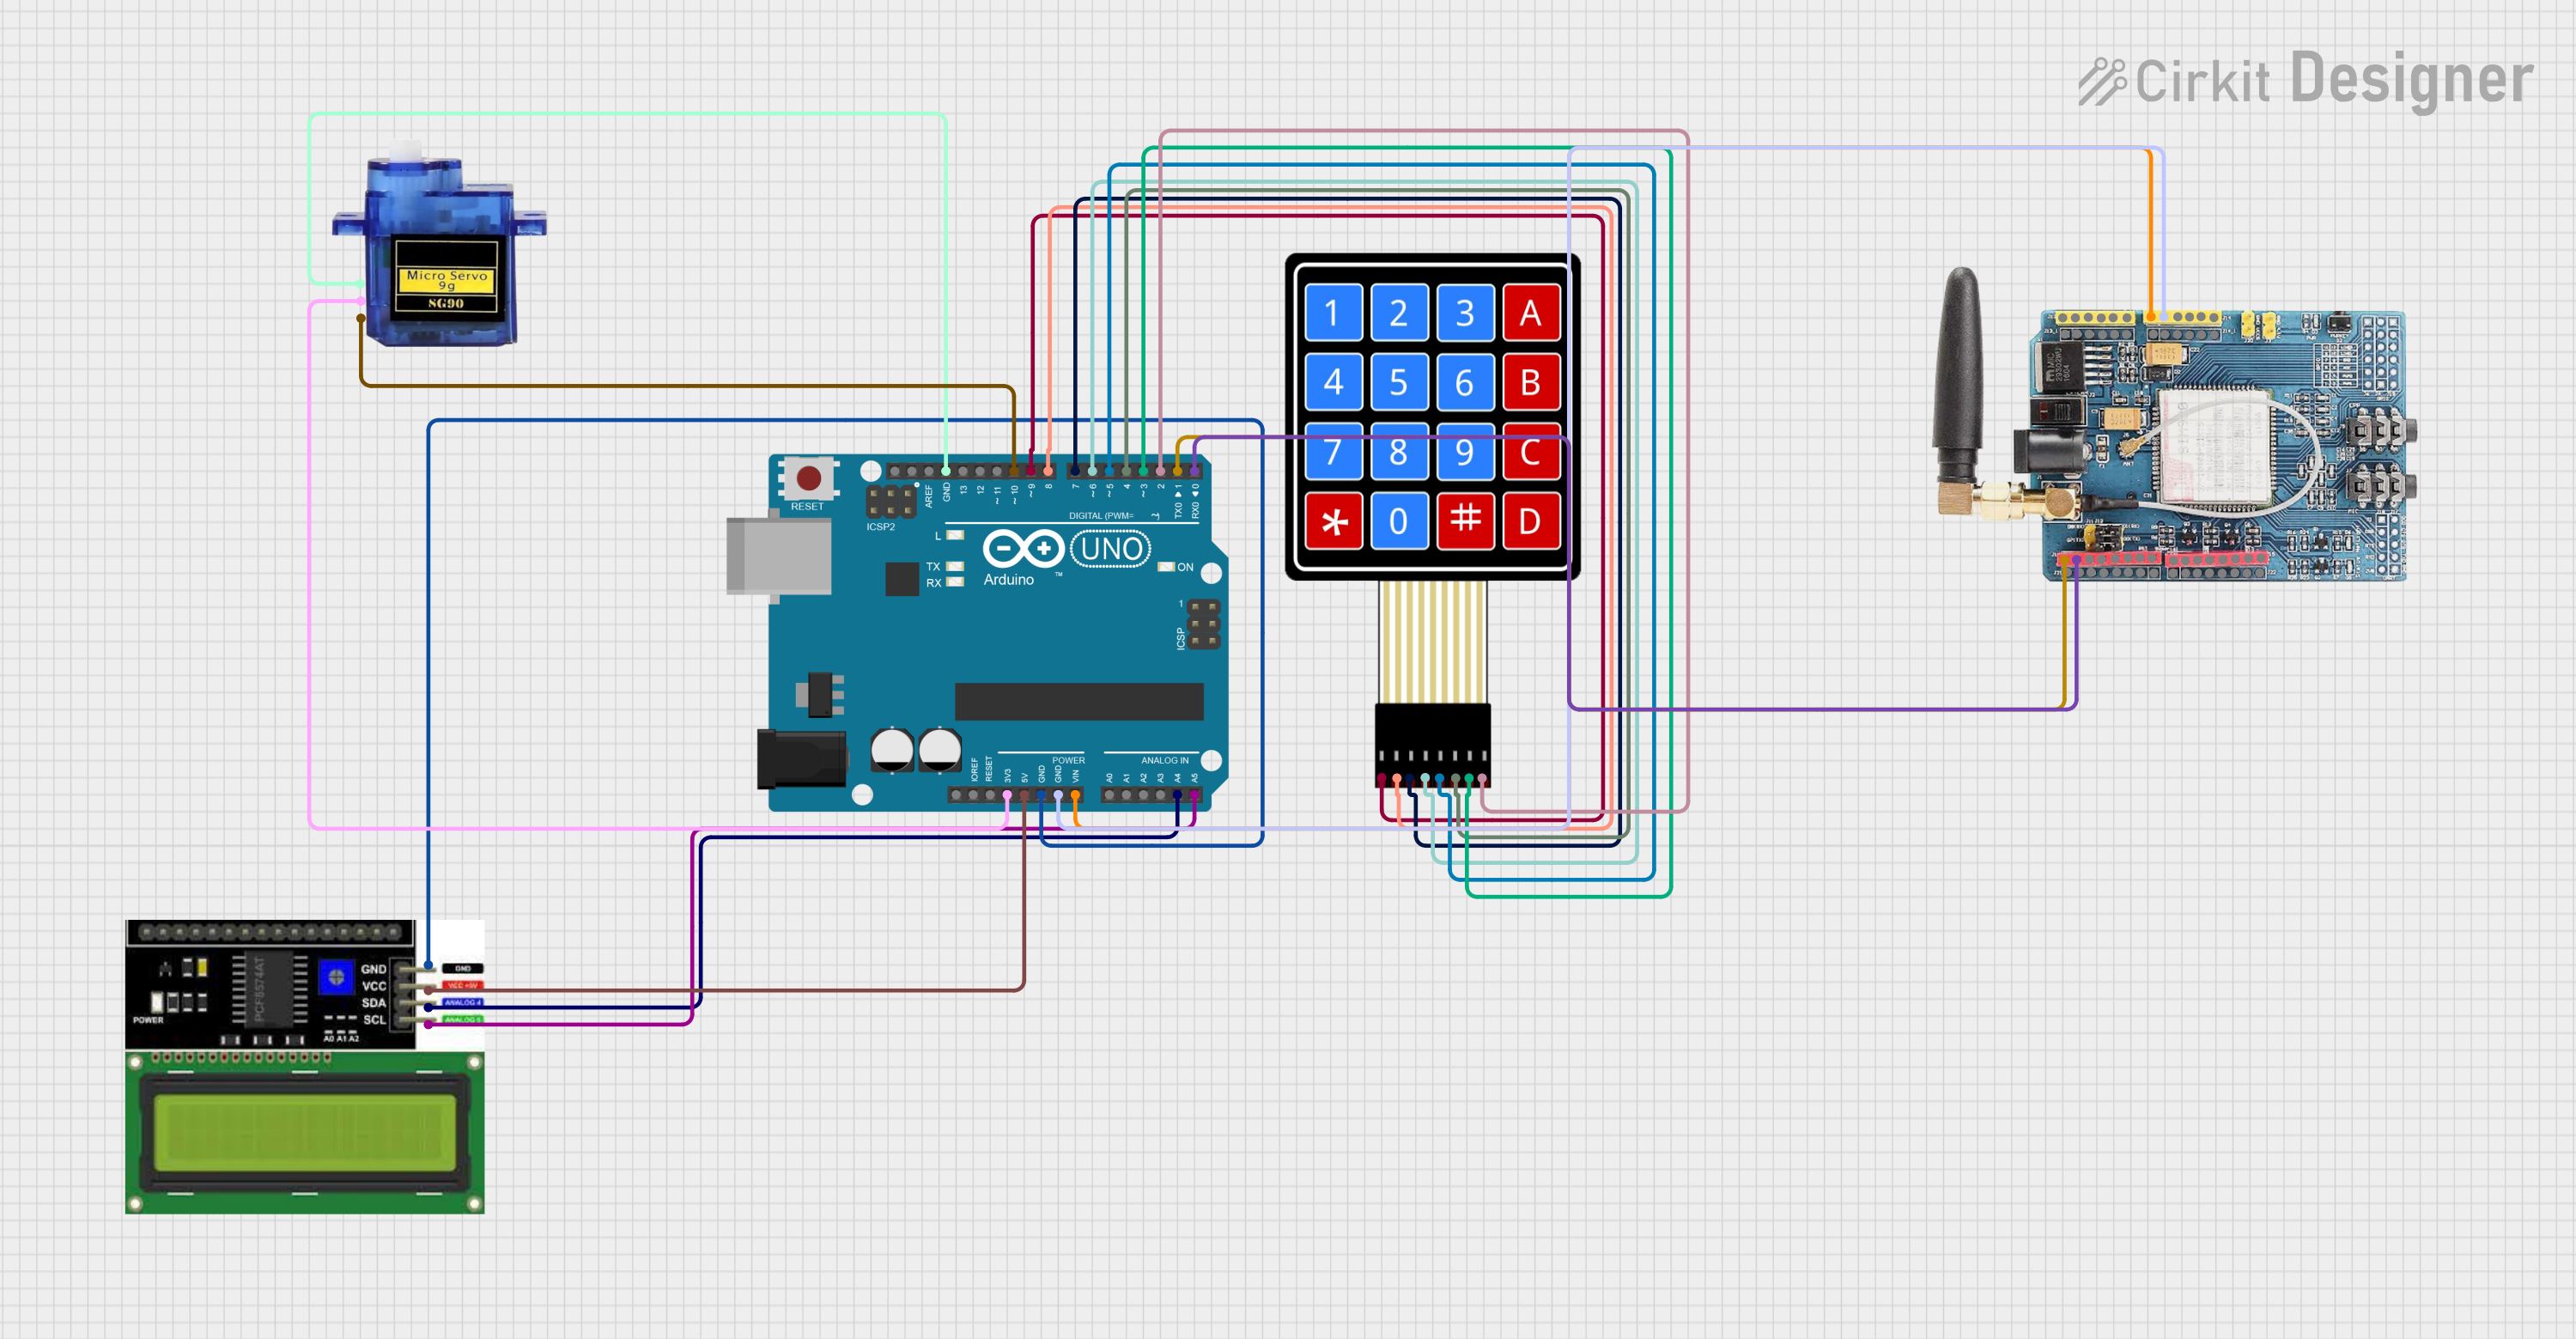 Cirkit Designer
Micro Servo
9g
SG90
1 2 3 A
4 5 6 B
7 8 9 C
* 0 # D
RESET
ICSP2
AREF
GND
13
12
~11
~10
~9
8
7
~6
~5
4
~3
2
TX0 1
RX0 0
DIGITAL (PWM=
L
TX
RX
UNO
Arduino
TM
ON
1
ICSP
IOREF
RESET
3V3
5V
GND
GND
VIN
POWER
A0
A1
A2
A3
A4
A5
ANALOG IN
PCF8574AT
GND
VCC
SDA
SCL
GND
VCC +5V
ANALOG 4
ANALOG 5
POWER
A0 A1 A2